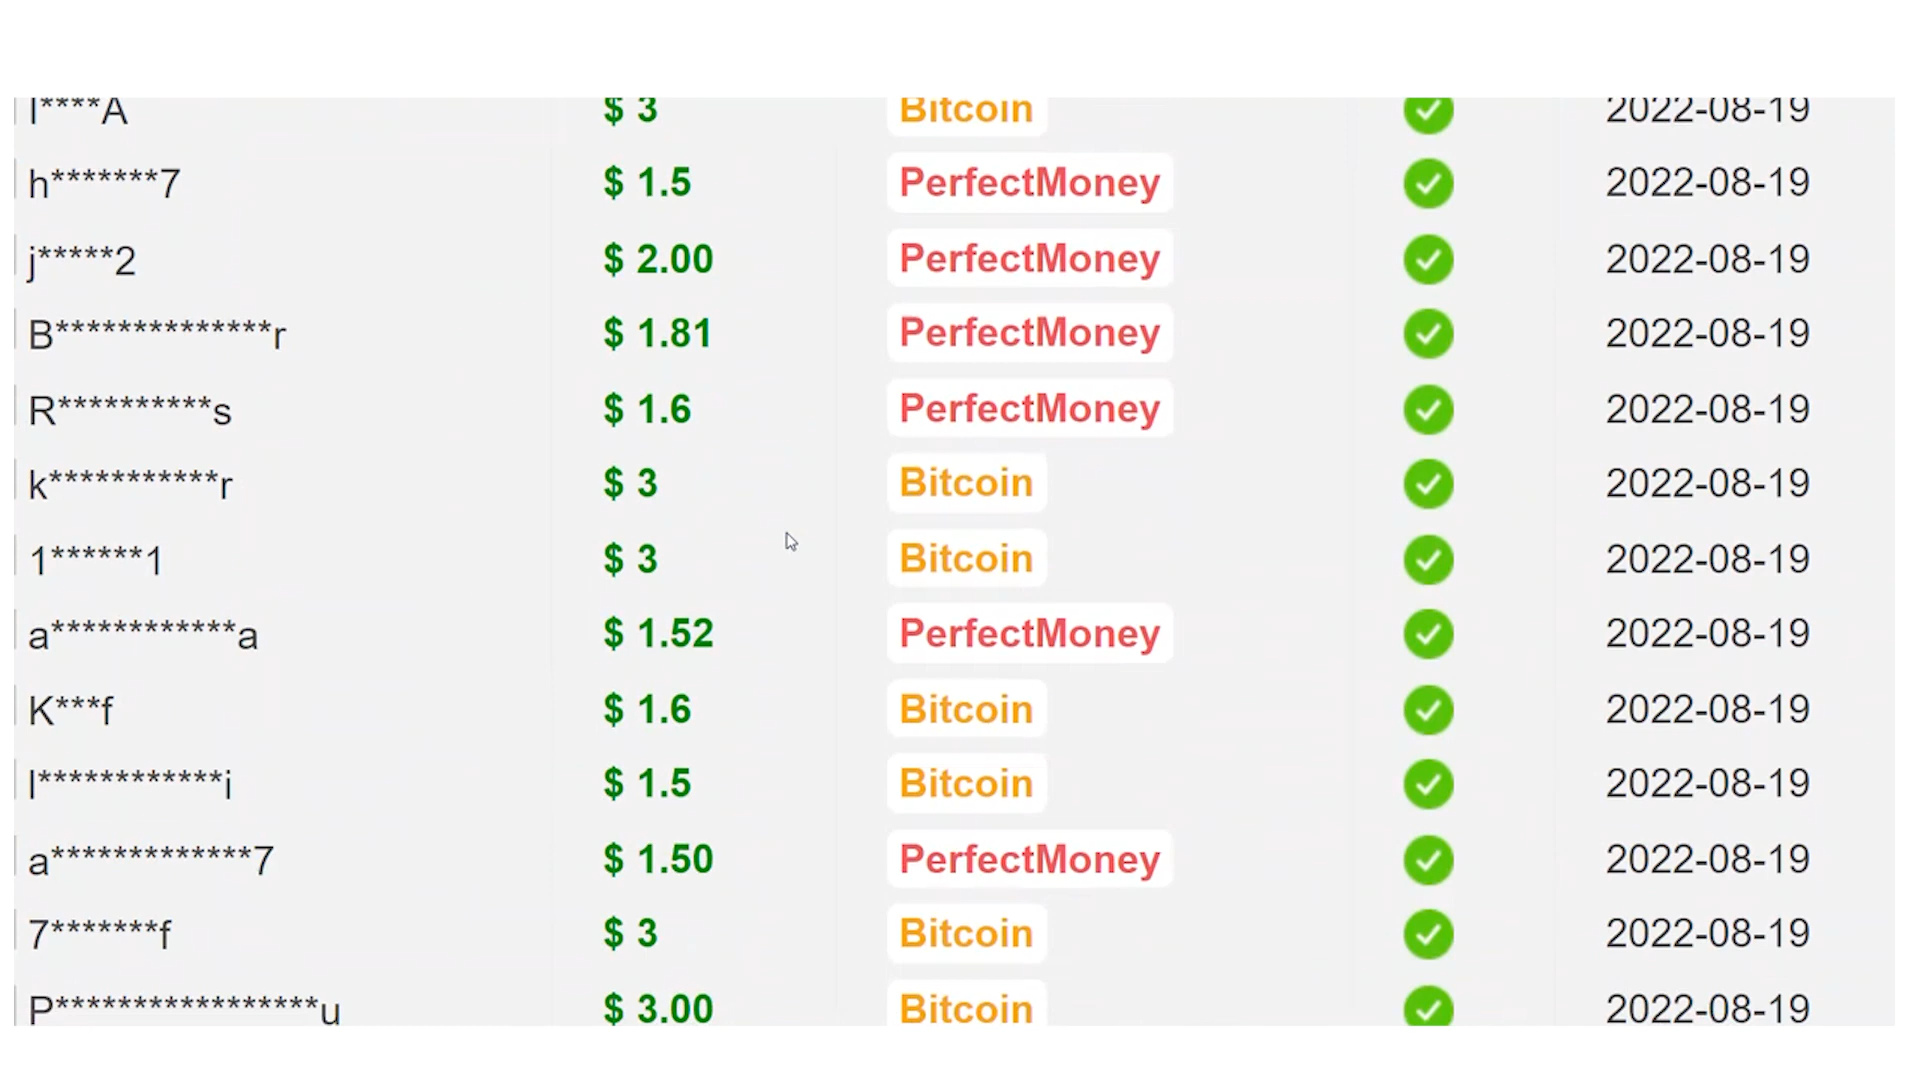 l****A $ 3 Bitcoin 2022-08-19
h*******7 $ 1.5 PerfectMoney 2022-08-19
j*****2 $ 2.00 PerfectMoney 2022-08-19
B**************r $ 1.81 PerfectMoney 2022-08-19
R**********s $ 1.6 PerfectMoney 2022-08-19
k***********r $ 3 Bitcoin 2022-08-19
1******1 $ 3 Bitcoin 2022-08-19
a************a $ 1.52 PerfectMoney 2022-08-19
K***f $ 1.6 Bitcoin 2022-08-19
l************i $ 1.5 Bitcoin 2022-08-19
a*************7 $ 1.50 PerfectMoney 2022-08-19
7*******f $ 3 Bitcoin 2022-08-19
P*****************u $ 3.00 Bitcoin 2022-08-19